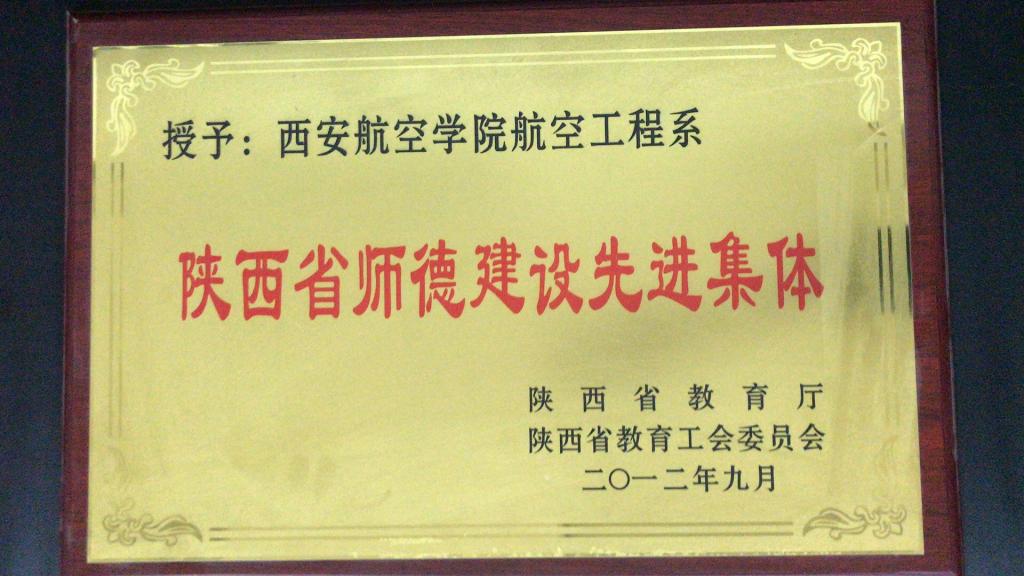 授予：西安航空学院航空工程系
陕西省师德建设先进集体
陕西省教育厅
陕西省教育工会委员会
二〇一二年九月